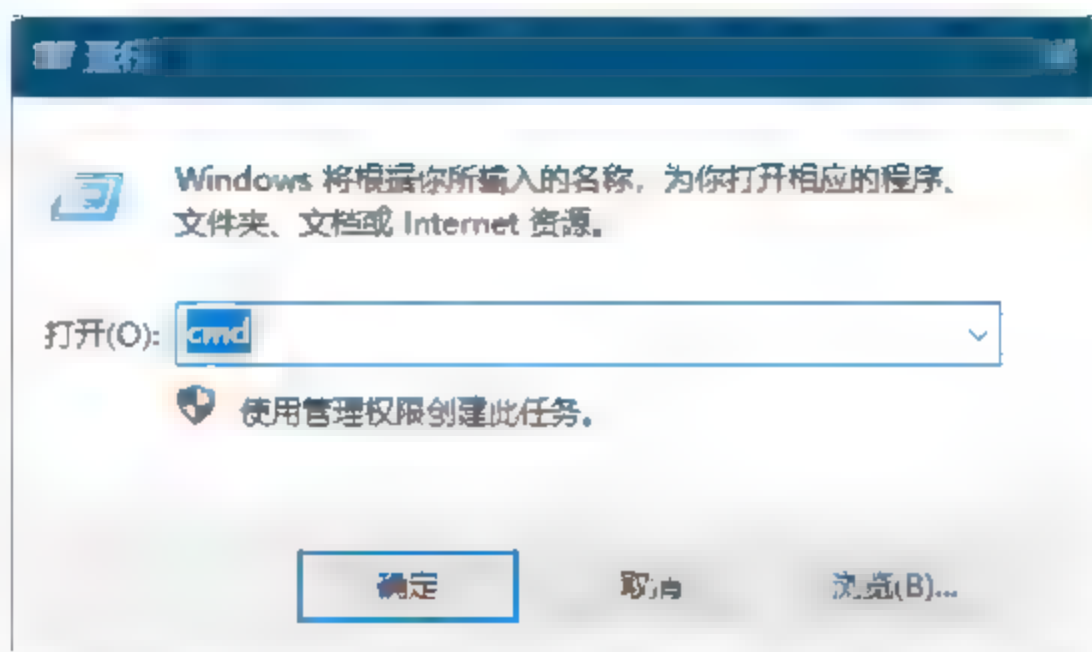 Windows 将根据你所输入的名称，为你打开相应的程序、
文件夹、文档或 Internet 资源。
打开(O):
cmd
使用管理权限创建此任务。
确定
取消
浏览(B)...